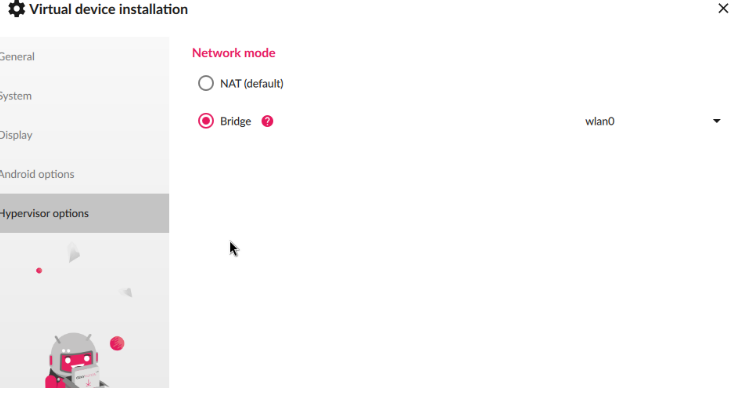 Virtual device installation
General
System
Display
Android options
Hypervisor options
Network mode
NAT (default)
Bridge ?
wlan0